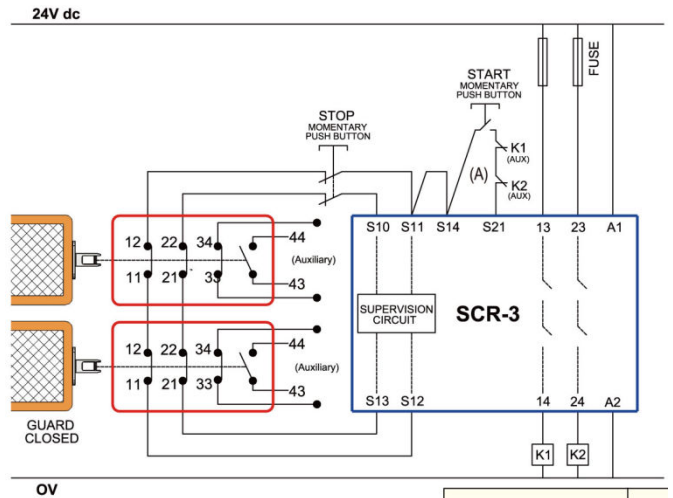 24V dc
FUSE
START
MOMENTARY
PUSH BUTTON
STOP
MOMENTARY
PUSH BUTTON
K1
(AUX)
(A)
K2
(AUX)
S10 S11 S14 S21 13 23 A1
12 22 34 44
(Auxiliary)
11 21 33 43
SUPERVISION
CIRCUIT
SCR-3
12 22 34 44
(Auxiliary)
11 21 33 43
S13 S12 14 24 A2
GUARD
CLOSED
K1 K2
OV